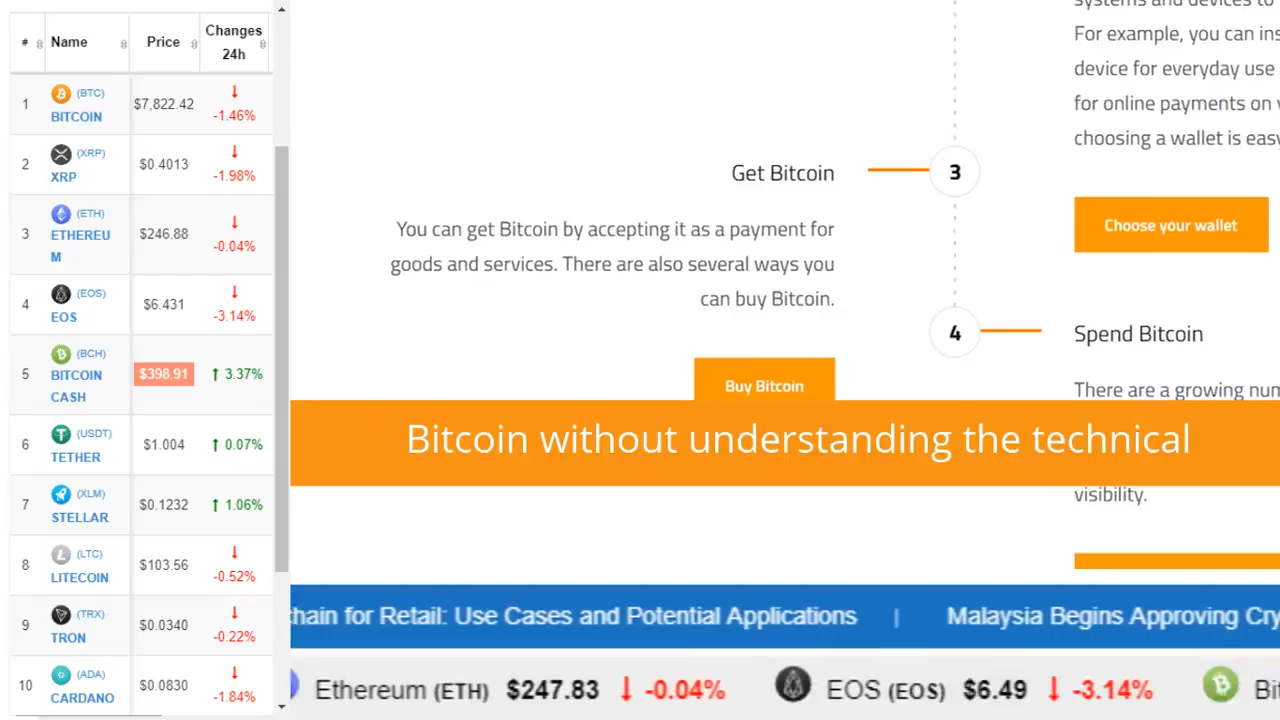 # Name Price Changes 24h
1 (BTC) BITCOIN $7,822.42 ↓ -1.46%
2 (XRP) XRP $0.4013 ↓ -1.98%
3 (ETH) ETHEREUM $246.88 ↓ -0.04%
4 (EOS) EOS $6.431 ↓ -3.14%
5 (BCH) BITCOIN CASH $398.91 ↑ 3.37%
6 (USDT) TETHER $1.004 ↑ 0.07%
7 (XLM) STELLAR $0.1232 ↑ 1.06%
8 (LTC) LITECOIN $103.56 ↓ -0.52%
9 (TRX) TRON $0.0340 ↓ -0.22%
10 (ADA) CARDANO $0.0830 ↓ -1.84%
Get Bitcoin
3
You can get Bitcoin by accepting it as a payment for
goods and services. There are also several ways you
can buy Bitcoin.
Buy Bitcoin
systems and devices to
For example, you can ins
device for everyday use
for online payments on
choosing a wallet is easy
Choose your wallet
4
Spend Bitcoin
There are a growing num
Bitcoin without understanding the technical
visibility.
chain for Retail: Use Cases and Potential Applications | Malaysia Begins Approving Cry
Ethereum (ETH) $247.83 ↓ -0.04% EOS (EOS) $6.49 ↓ -3.14% Bi